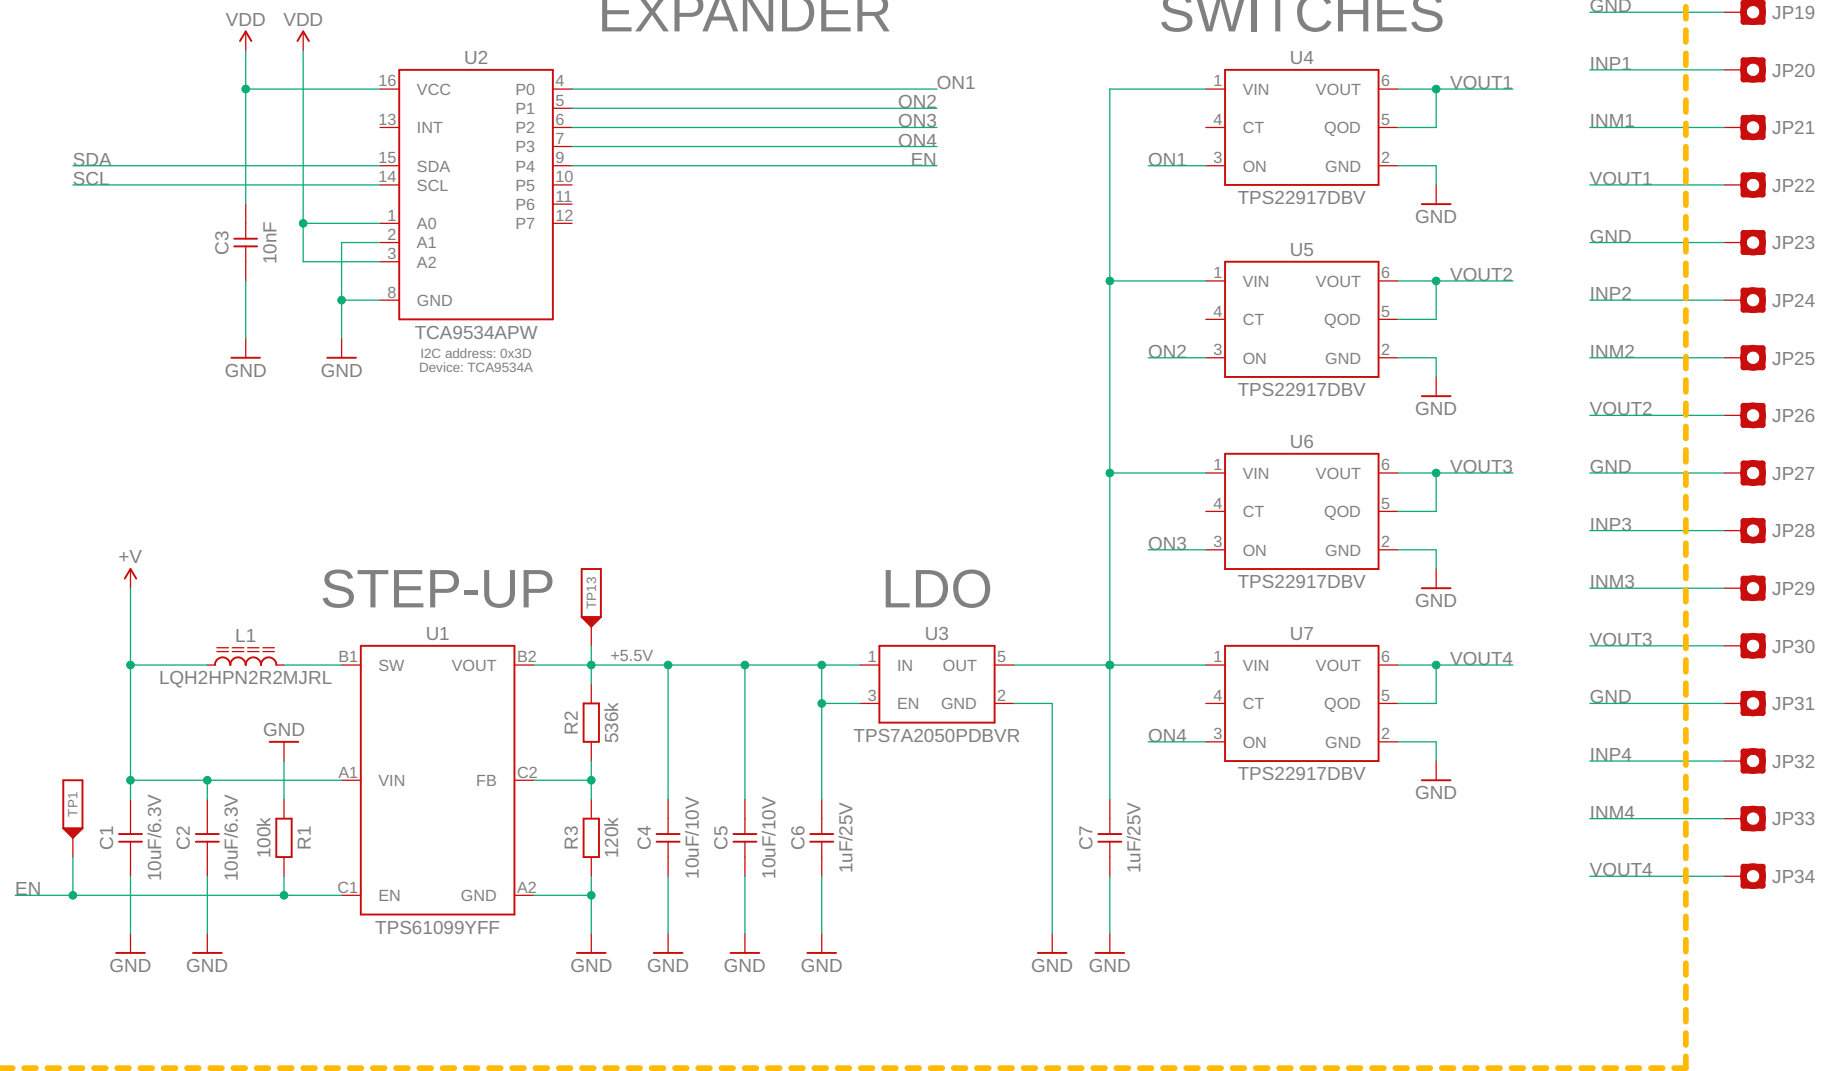 EXPANDER
SWITCHES
VDD VDD
U2
16 VCC
13 INT
SDA 15 SDA
SCL 14 SCL
1 A0
2 A1
3 A2
8 GND
P0 4 ON1
P1 5 ON2
P2 6 ON3
P3 7 ON4
P4 9 EN
P5 10
P6 11
P7 12
TCA9534APW
I2C address: 0x3D
Device: TCA9534A
C3 10nF
GND GND
U4
1 VIN VOUT 6 VOUT1
4 CT QOD 5
ON1 3 ON GND 2
TPS22917DBV
GND
U5
1 VIN VOUT 6 VOUT2
4 CT QOD 5
ON2 3 ON GND 2
TPS22917DBV
GND
U6
1 VIN VOUT 6 VOUT3
4 CT QOD 5
ON3 3 ON GND 2
TPS22917DBV
GND
U7
1 VIN VOUT 6 VOUT4
4 CT QOD 5
ON4 3 ON GND 2
TPS22917DBV
GND
STEP-UP
+V
L1
LQH2HPN2R2MJRL
U1
B1 SW VOUT B2
A1 VIN FB C2
C1 EN GND A2
TPS61099YFF
GND
TP1
EN
C1 10uF/6.3V
C2 10uF/6.3V
100k R1
GND GND
TP13
+5.5V
R2 536k
R3 120k
C4 10uF/10V
C5 10uF/10V
C6 1uF/25V
GND GND GND GND
LDO
U3
1 IN OUT 5
3 EN GND 2
TPS7A2050PDBVR
C7 1uF/25V
GND GND
GND JP19
INP1 JP20
INM1 JP21
VOUT1 JP22
GND JP23
INP2 JP24
INM2 JP25
VOUT2 JP26
GND JP27
INP3 JP28
INM3 JP29
VOUT3 JP30
GND JP31
INP4 JP32
INM4 JP33
VOUT4 JP34